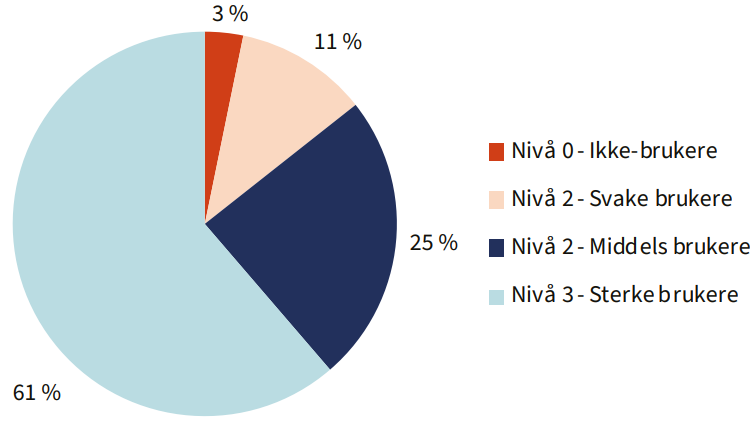 3 %
11 %
25 %
61 %
Nivå 0 - Ikke-brukere
Nivå 2 - Svake brukere
Nivå 2 - Middels brukere
Nivå 3 - Sterke brukere